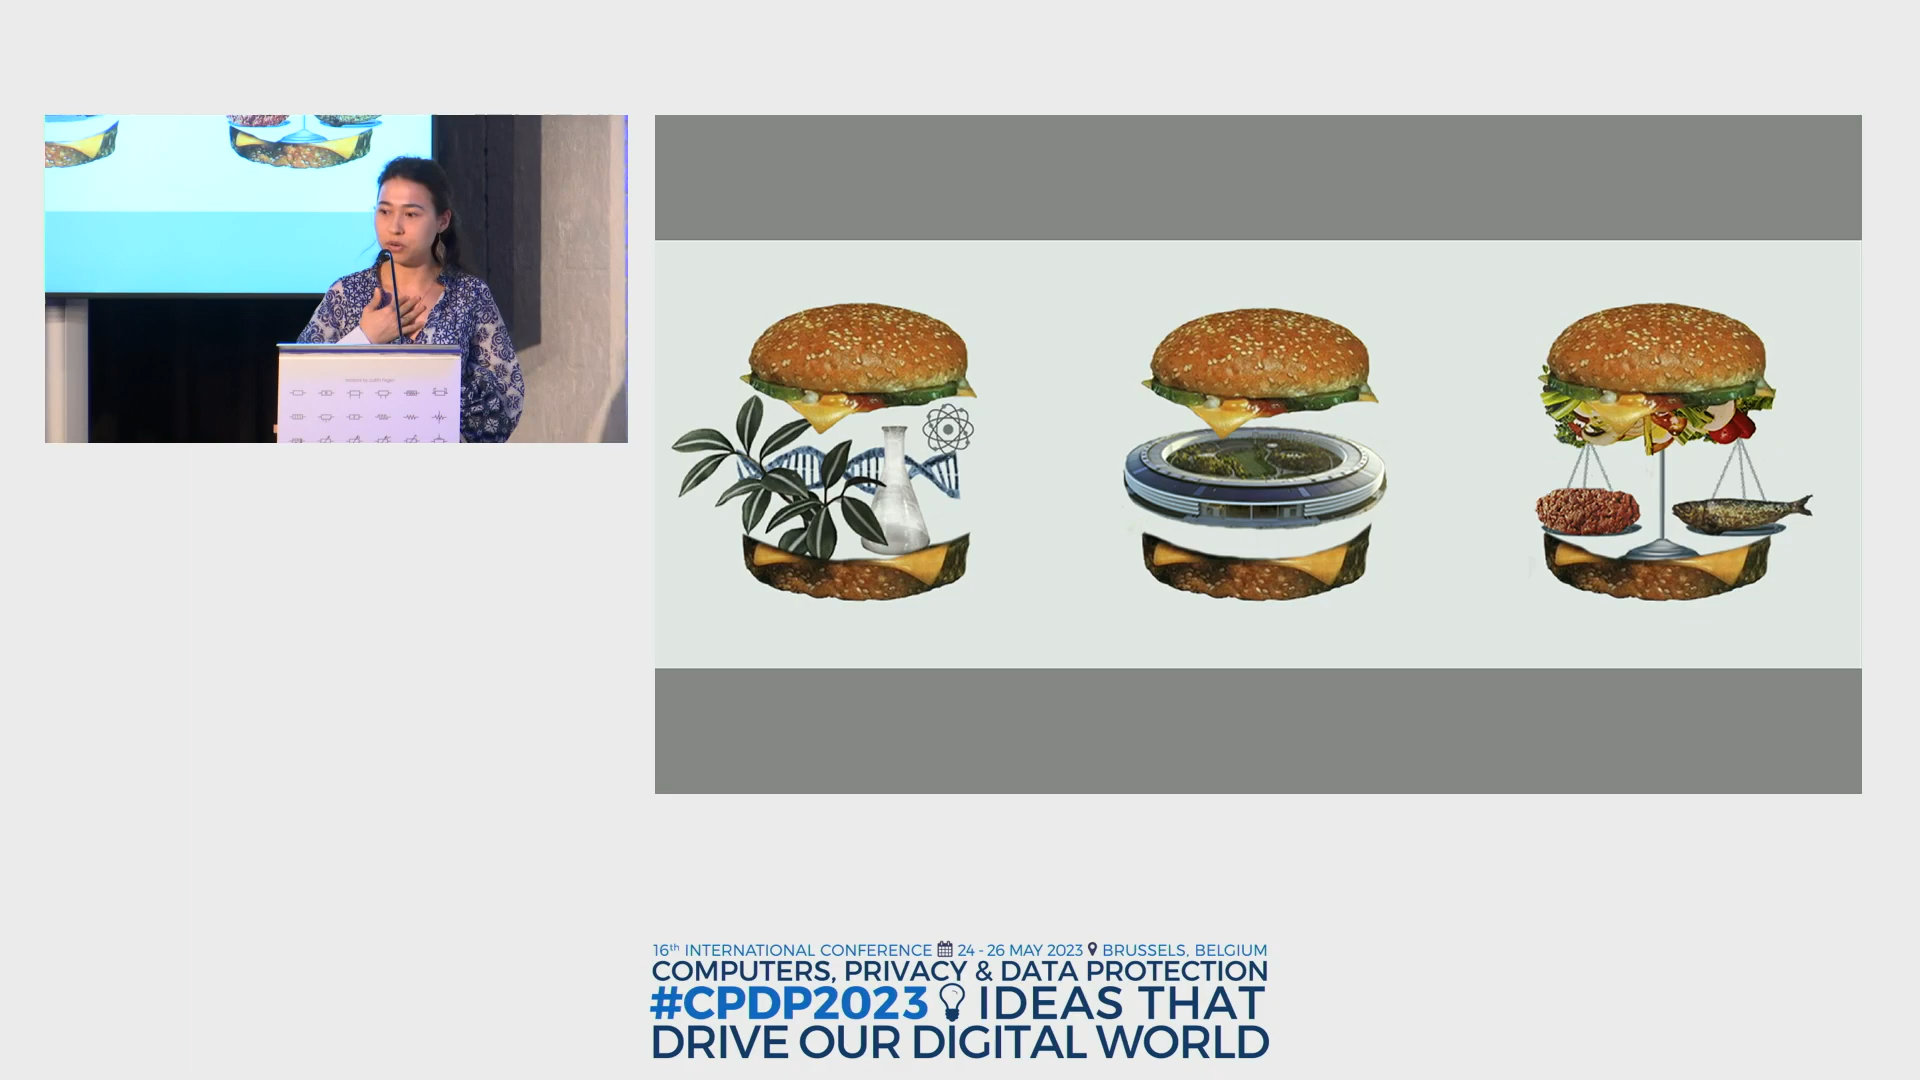 16th INTERNATIONAL CONFERENCE 24 - 26 MAY 2023 BRUSSELS, BELGIUM
COMPUTERS, PRIVACY & DATA PROTECTION
#CPDP2023 IDEAS THAT
DRIVE OUR DIGITAL WORLD